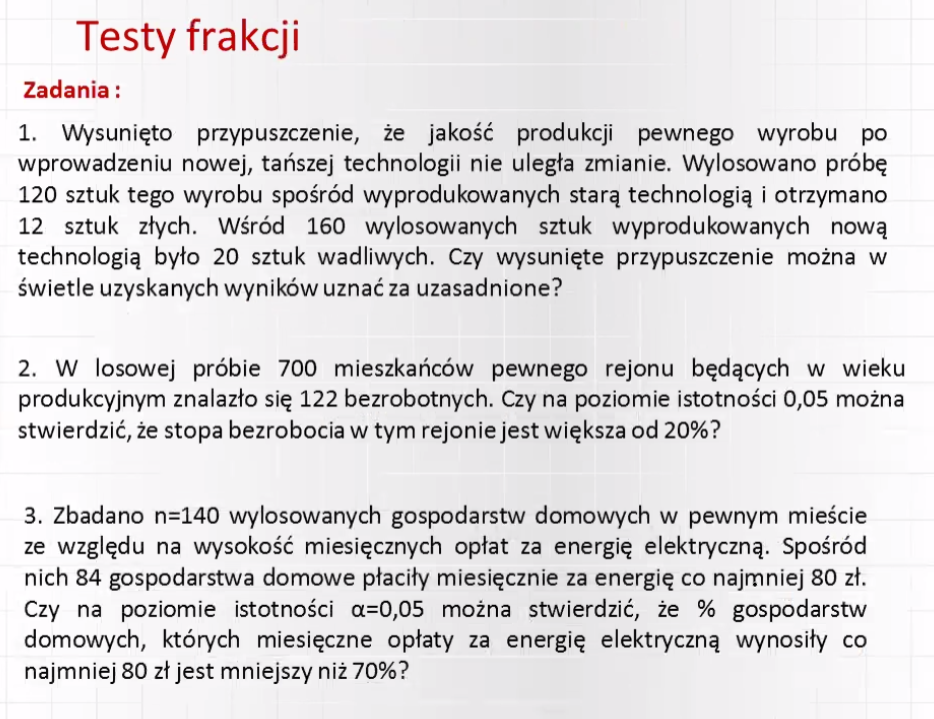 Testy frakcji
Zadania :
1. Wysunięto przypuszczenie, że jakość produkcji pewnego wyrobu po
wprowadzeniu nowej, tańszej technologii nie uległa zmianie. Wylosowano próbę
120 sztuk tego wyrobu spośród wyprodukowanych starą technologią i otrzymano
12 sztuk złych. Wśród 160 wylosowanych sztuk wyprodukowanych nową
technologią było 20 sztuk wadliwych. Czy wysunięte przypuszczenie można w
świetle uzyskanych wyników uznać za uzasadnione?
2. W losowej próbie 700 mieszkańców pewnego rejonu będących w wieku
produkcyjnym znalazło się 122 bezrobotnych. Czy na poziomie istotności 0,05 można
stwierdzić, że stopa bezrobocia w tym rejonie jest większa od 20%?
3. Zbadano n=140 wylosowanych gospodarstw domowych w pewnym mieście
ze względu na wysokość miesięcznych opłat za energię elektryczną. Spośród
nich 84 gospodarstwa domowe płaciły miesięcznie za energię co najmniej 80 zł.
Czy na poziomie istotności α=0,05 można stwierdzić, że % gospodarstw
domowych, których miesięczne opłaty za energię elektryczną wynosiły co
najmniej 80 zł jest mniejszy niż 70%?